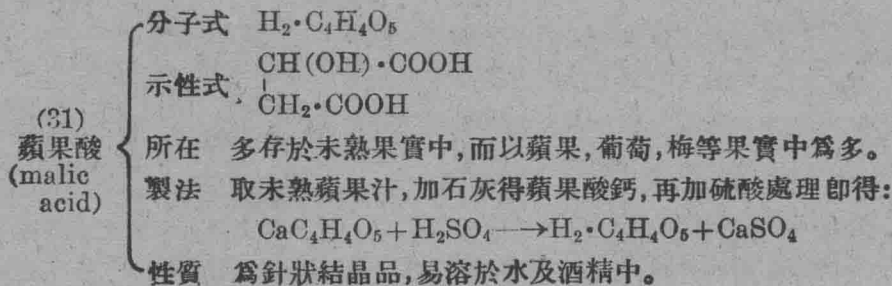 分子式 H₂·C₄H₄O₅
示性式 CH(OH)·COOH
CH₂·COOH
(31)
蘋果酸
(malic
acid)
所在 多存於未熟果實中,而以蘋果,葡萄,梅等果實中爲多。
製法 取未熟蘋果汁,加石灰得蘋果酸鈣,再加硫酸處理卽得:
CaC₄H₄O₅+H₂SO₄⟶H₂·C₄H₄O₅+CaSO₄
性質 爲針狀結晶品,易溶於水及酒精中。